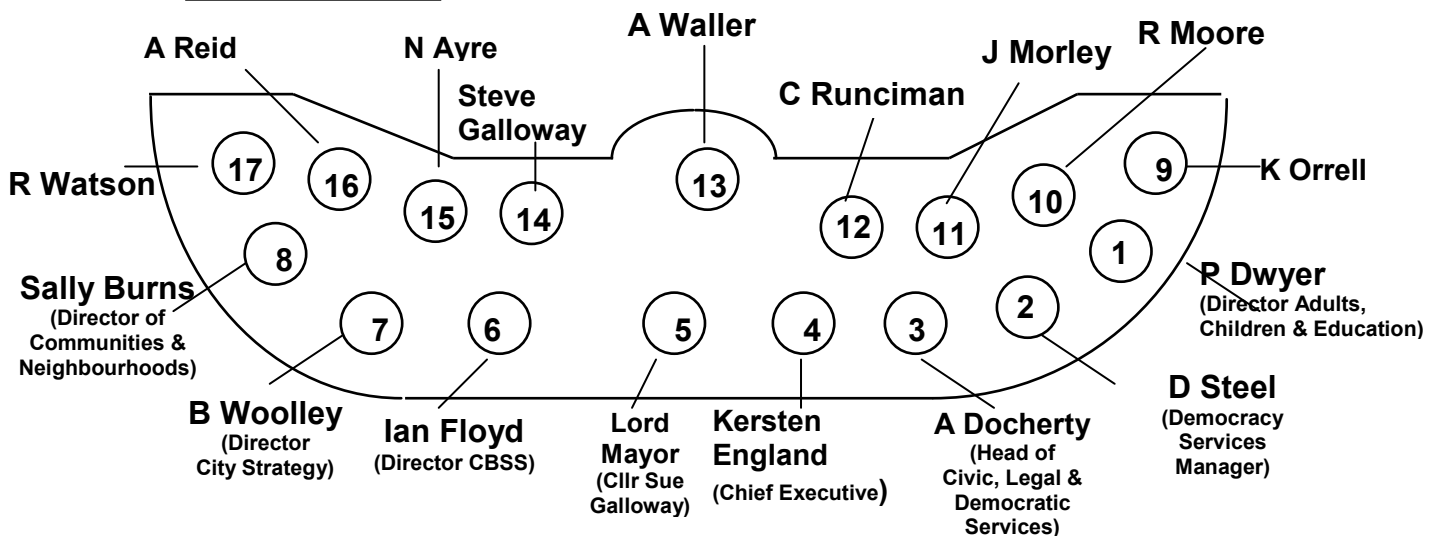 A Waller
R Moore
A Reid
N Ayre
J Morley
Steve
Galloway
C Runciman
17
16
15
14
13
12
11
10
9
R Watson
K Orrell
8
7
6
5
4
3
2
1
Sally Burns
(Director of
Communities &
Neighbourhoods)
P Dwyer
(Director Adults,
Children & Education)
B Woolley
(Director
City Strategy)
Ian Floyd
(Director CBSS)
Lord
Mayor
(Cllr Sue
Galloway)
Kersten
England
(Chief Executive)
A Docherty
(Head of
Civic, Legal &
Democratic
Services)
D Steel
(Democracy
Services
Manager)